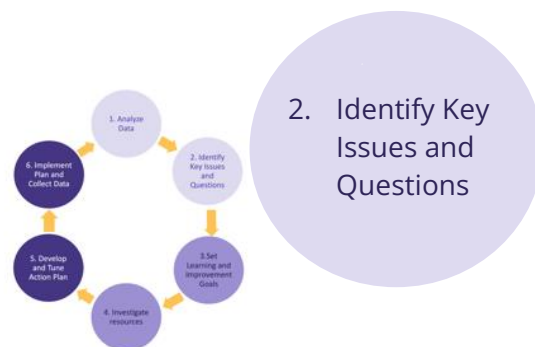 1. Analyze
Data
2. Identify
Key Issues
and
Questions
3.Set
Learning and
Improvement
Goals
4. Investigate
resources
5. Develop
and Tune
Action Plan
6. Implement
Plan and
Collect Data
2. Identify Key
Issues and
Questions